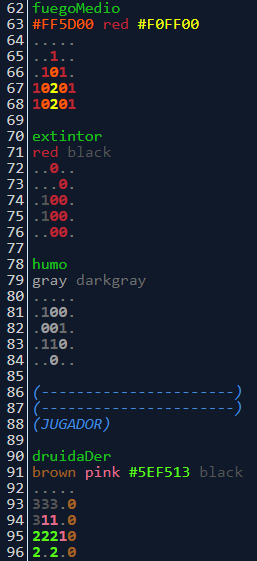 62 fuegoMedio
63 #FF5D00 red #F0FF00
64 .....
65 ..1..
66 .101.
67 10201
68 10201
69
70 extintor
71 red black
72 ..0..
73 ...0.
74 .100.
75 .100.
76 ..00.
77
78 humo
79 gray darkgray
80 .....
81 .100.
82 .001.
83 .110.
84 ..0..
85
86 (----------------------)
87 (----------------------)
88 (JUGADOR)
89
90 druidaDer
91 brown pink #5EF513 black
92 .....
93 333.0
94 311.0
95 22210
96 2.2.0